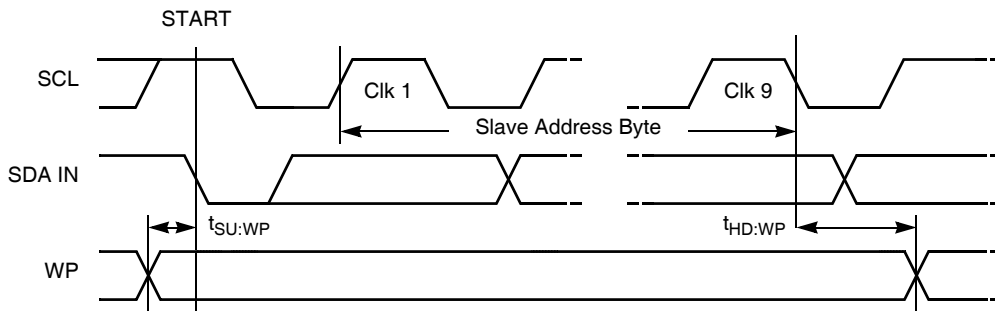 START
SCL
Clk 1
Clk 9
Slave Address Byte
SDA IN
tSU:WP
tHD:WP
WP